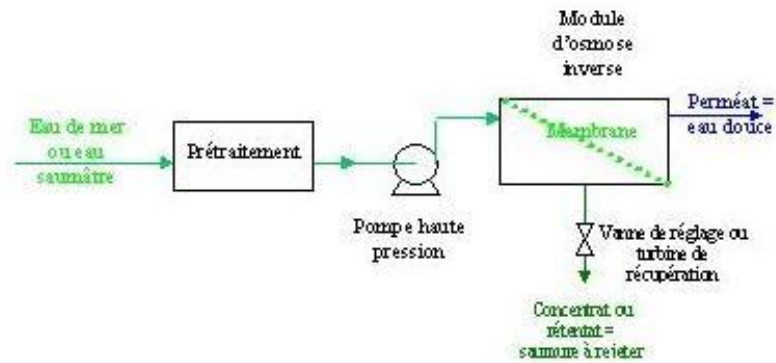 Module
d'osmose
inverse
Eau de mer
ou eau
saumâtre
Prétraitement
Membrane
Perméat =
eau douce
Pompe haute
pression
Vanne de réglage ou
turbine de
récupération
Concentrat ou
rétentat =
saumure à rejeter